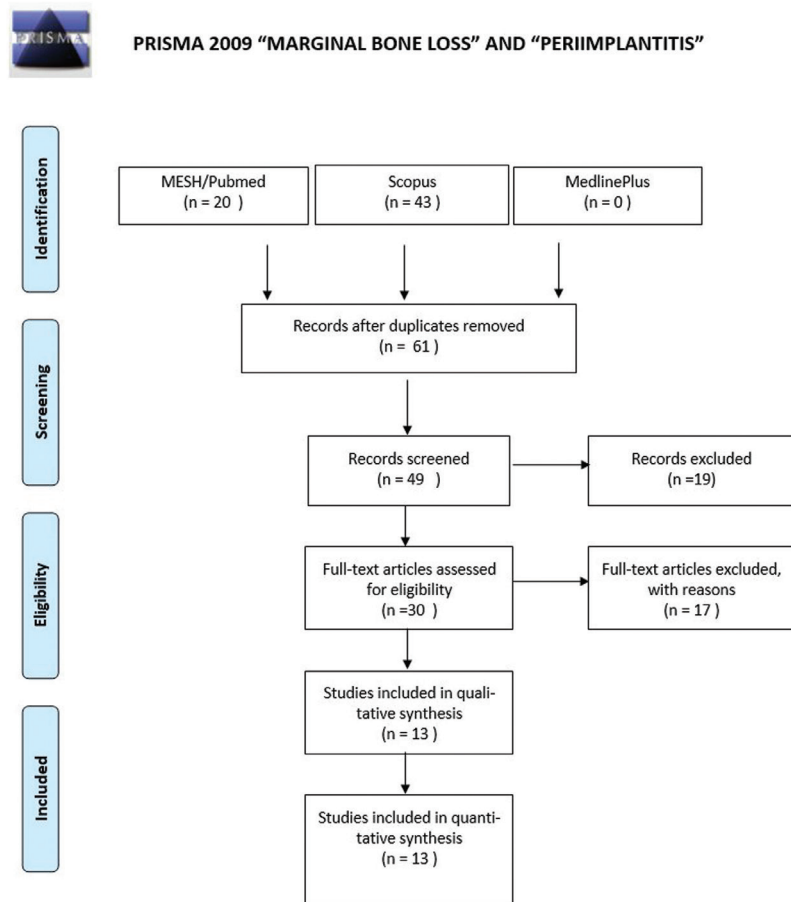 PRISMA
PRISMA 2009 “MARGINAL BONE LOSS” AND “PERIIMPLANTITIS”
Identification
MESH/Pubmed
(n = 20 )
Scopus
(n = 43 )
MedlinePlus
(n = 0 )
Records after duplicates removed
(n = 61 )
Screening
Records screened
(n = 49 )
Records excluded
(n =19)
Eligibility
Full-text articles assessed
for eligibility
(n =30 )
Full-text articles excluded,
with reasons
(n = 17 )
Included
Studies included in quali-
tative synthesis
(n = 13 )
Studies included in quanti-
tative synthesis
(n = 13 )